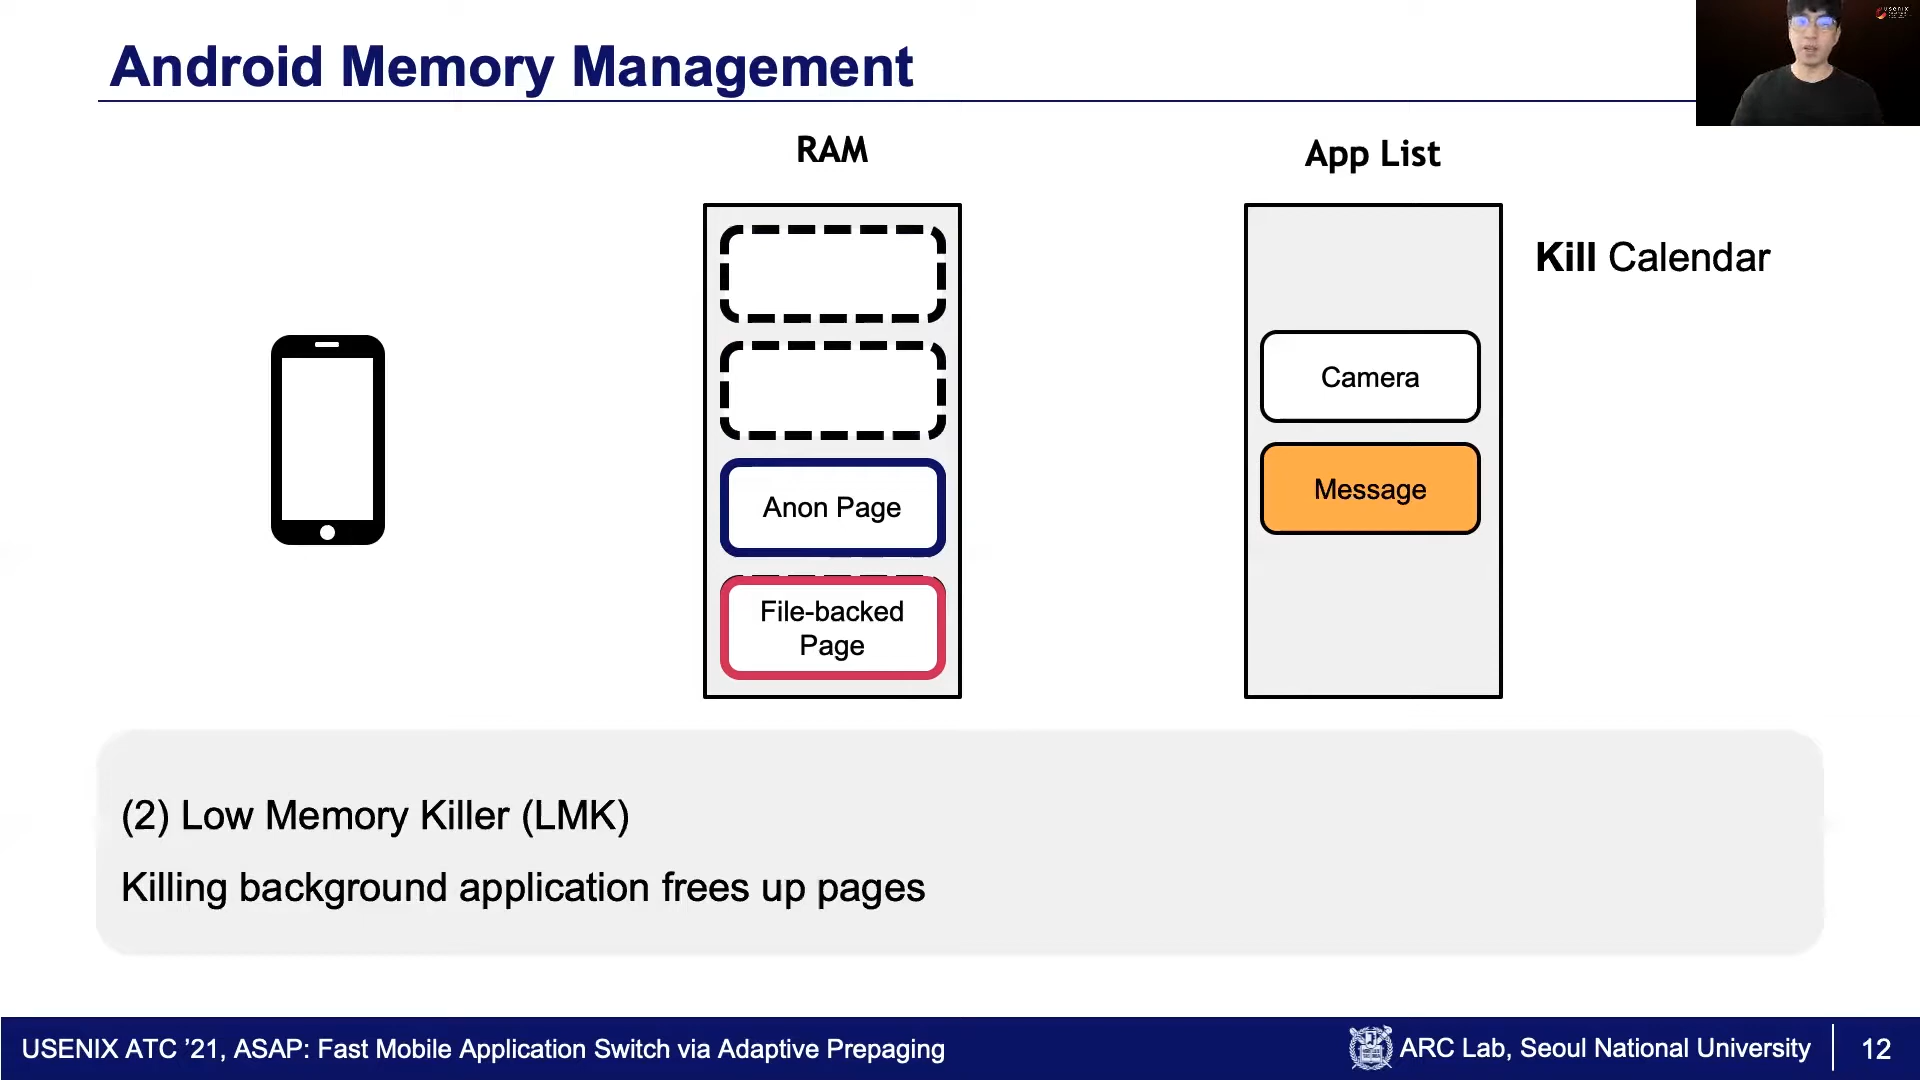 Android Memory Management
usenix
RAM
App List
Kill Calendar
Camera
Message
Anon Page
File-backed
Page
(2) Low Memory Killer (LMK)
Killing background application frees up pages
USENIX ATC ’21, ASAP: Fast Mobile Application Switch via Adaptive Prepaging
ARC Lab, Seoul National University
12